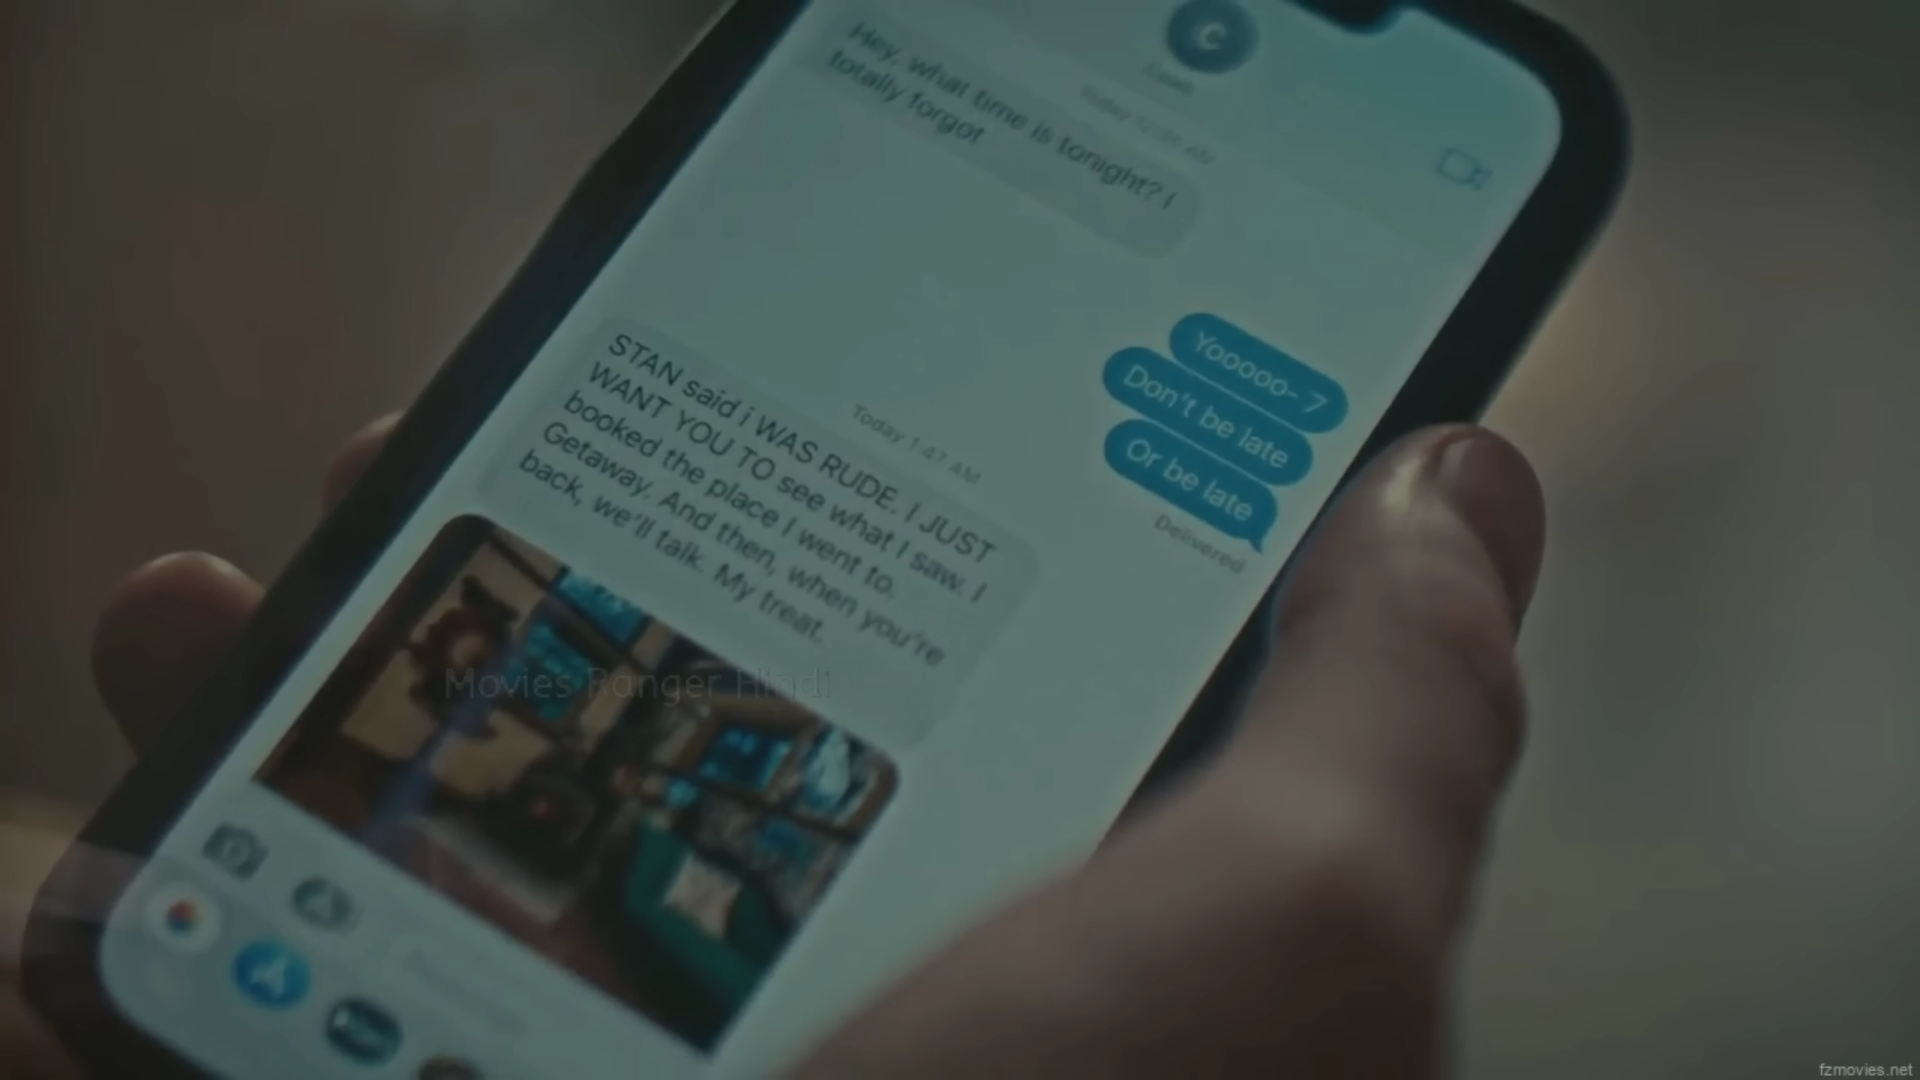 C
Hey, what time is tonight? I
totally forgot
Yooooo- 7
Don't be late
Or be late
Delivered
Today 1:47 AM
STAN said i WAS RUDE. I JUST
WANT YOU TO see what I saw. I
booked the place I went to.
Getaway. And then, when you're
back, we'll talk. My treat.
Movies Ranger Hindi
fzmovies.net